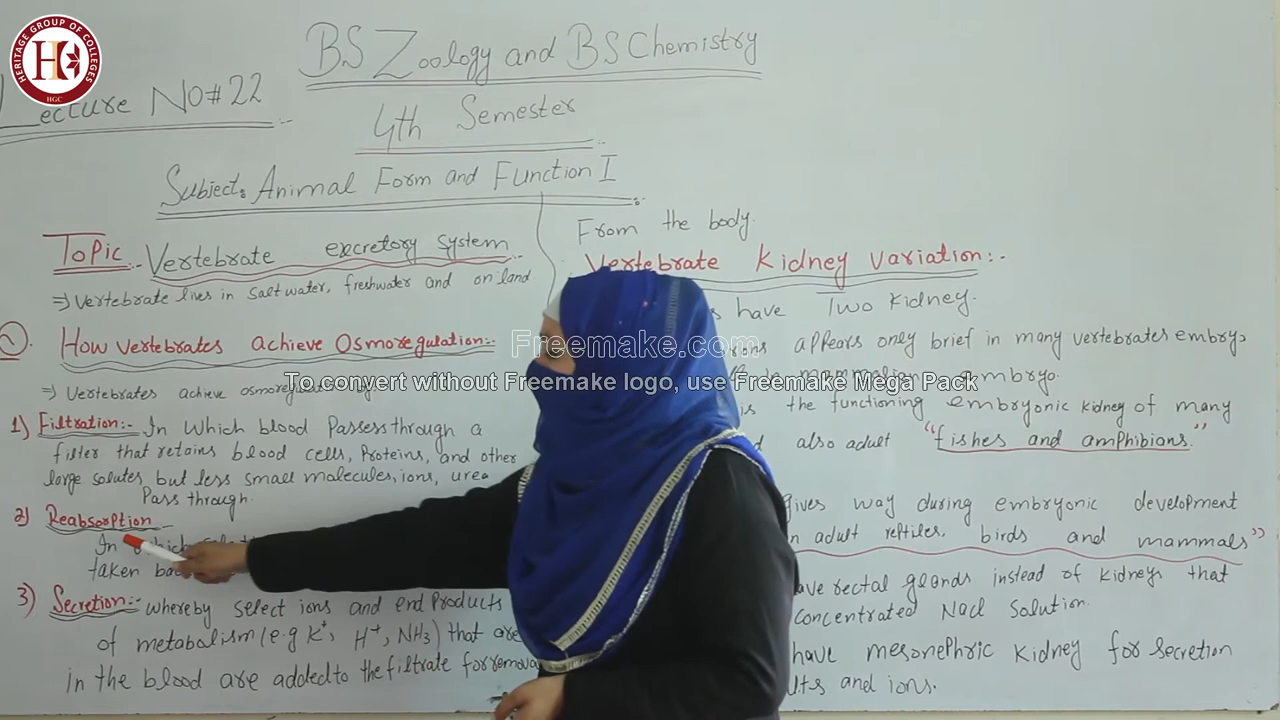 HERITAGE GROUP OF COLLEGES
HGC
BS Zoology and BS Chemistry
Lecture No#22
4th Semester
Subject: Animal Form and Function I
Topic:- Vertebrate excretory system
=> Vertebrate lives in salt water, freshwater and on land
How vertebrates achieve Osmoregulation:-
=> Vertebrates achieve
1) Filtration:- In Which blood Passess through a
filter that retains blood cells, Proteins, and other
large solutes but less small molecules, ions, urea
Pass through.
2) Reabsorption
In which
taken
3) Secretion:- whereby select ions and end Products
of metabolism (e.g K+, H+, NH3) that are
in the blood are added to the filtrate for removal
From the body.
Vertebrate Kidney variation:-
have Two Kidney.
appears only brief in many vertebrates embryo
in mammalian embryo.
is the functioning embryonic kidney of many
also adult "fishes and amphibians."
gives way during embryonic development
adult reptiles, birds and mammals"
have rectal glands instead of kidneys that
concentrated Nacl Solution.
have mesonephric kidney for secretion
and ions.
Freemake.com
To convert without Freemake logo, use Freemake Mega Pack